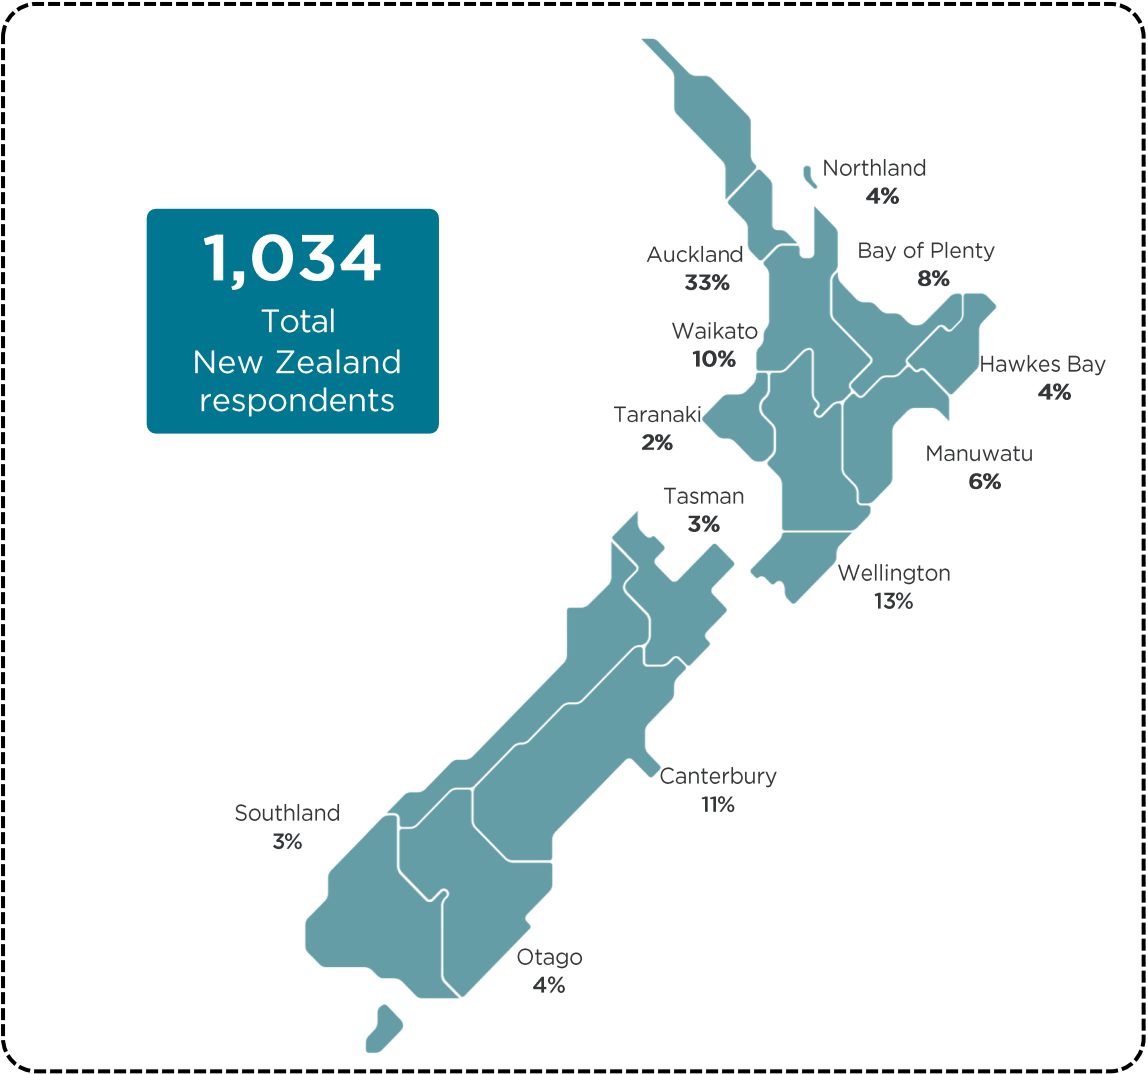 Northland
4%
1,034
Total
New Zealand
respondents
Auckland
33%
Bay of Plenty
8%
Waikato
10%
Hawkes Bay
4%
Taranaki
2%
Manuwatu
6%
Tasman
3%
Wellington
13%
Canterbury
11%
Southland
3%
Otago
4%